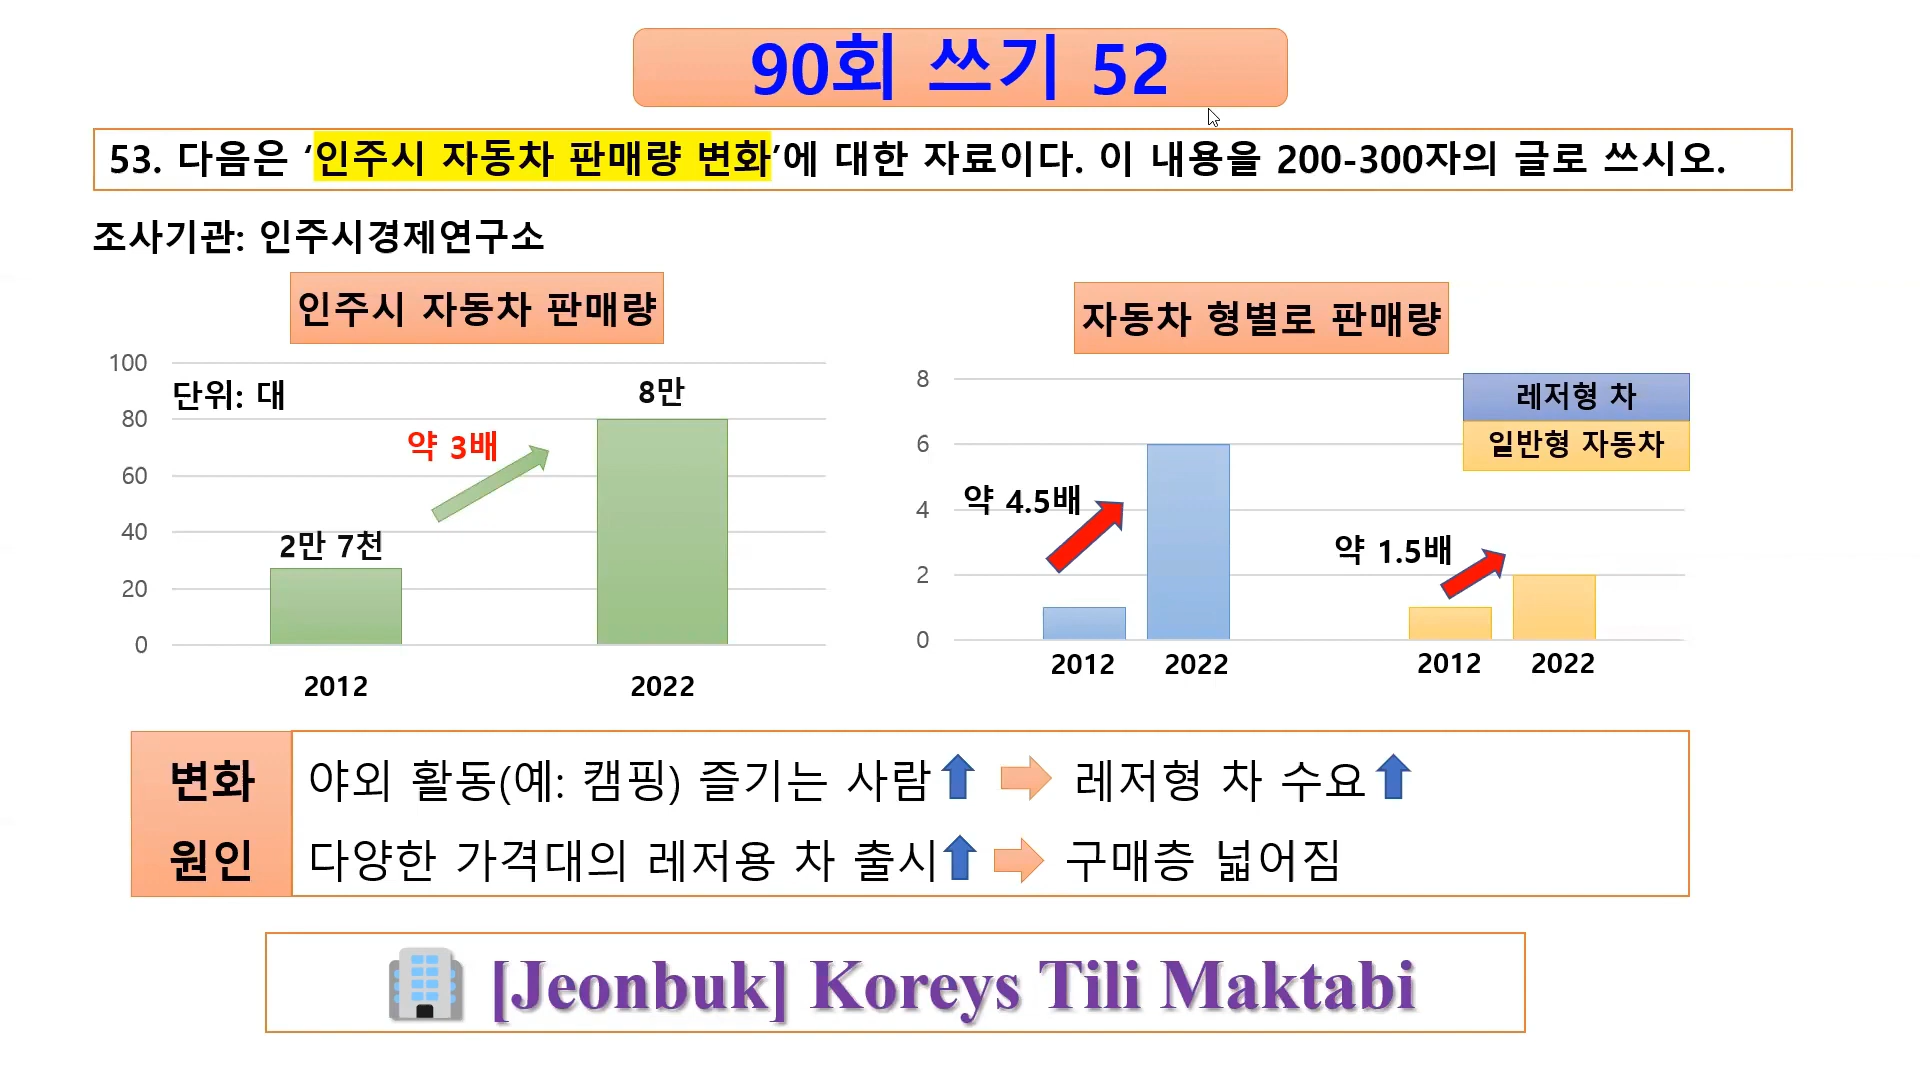 90회 쓰기 52
53. 다음은 ‘인주시 자동차 판매량 변화’에 대한 자료이다. 이 내용을 200-300자의 글로 쓰시오.
조사기관: 인주시경제연구소
인주시 자동차 판매량
100
80
60
40
20
0
단위: 대
2만 7천
약 3배
8만
2012
2022
자동차 형별로 판매량
8
6
4
2
0
레저형 차
일반형 자동차
약 4.5배
약 1.5배
2012
2022
2012
2022
변화
원인
야외 활동(예: 캠핑) 즐기는 사람
레저형 차 수요
다양한 가격대의 레저용 차 출시
구매층 넓어짐
[Jeonbuk] Koreys Tili Maktabi